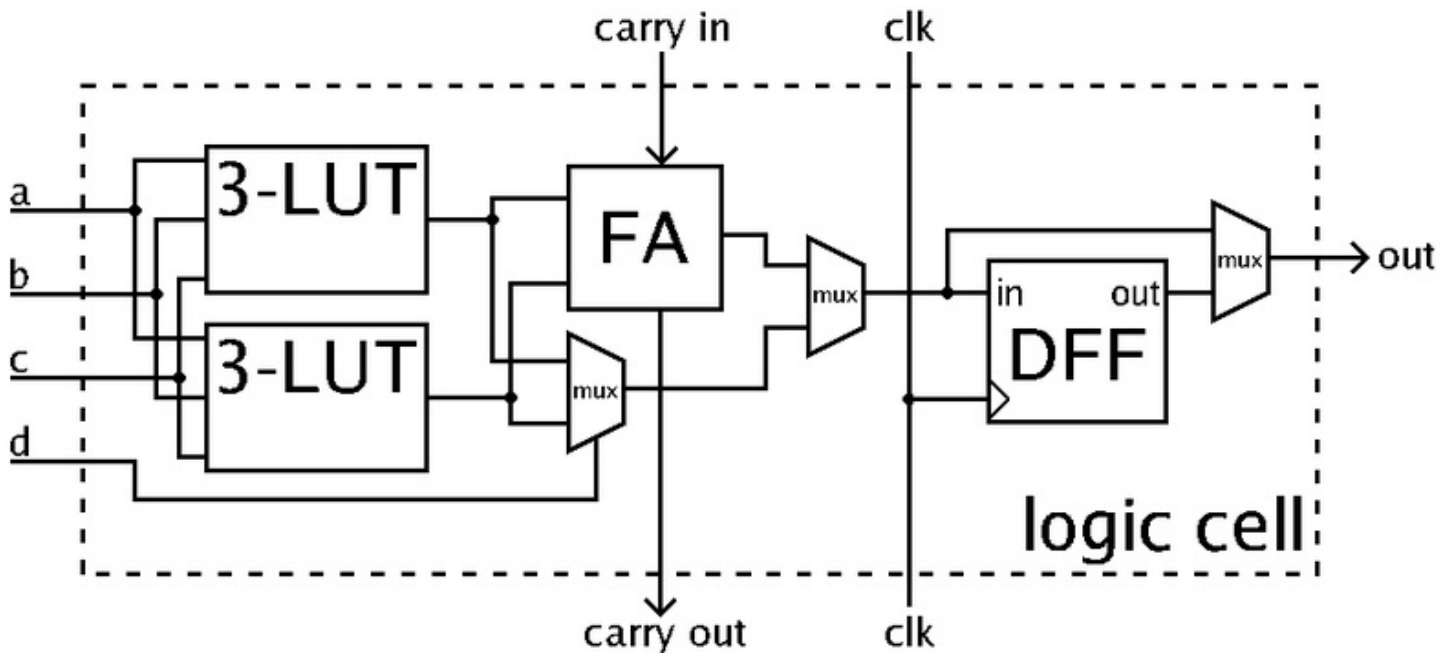 carry in
clk
a
b
c
d
3-LUT
3-LUT
FA
mux
mux
in
out
DFF
mux
out
logic cell
carry out
clk